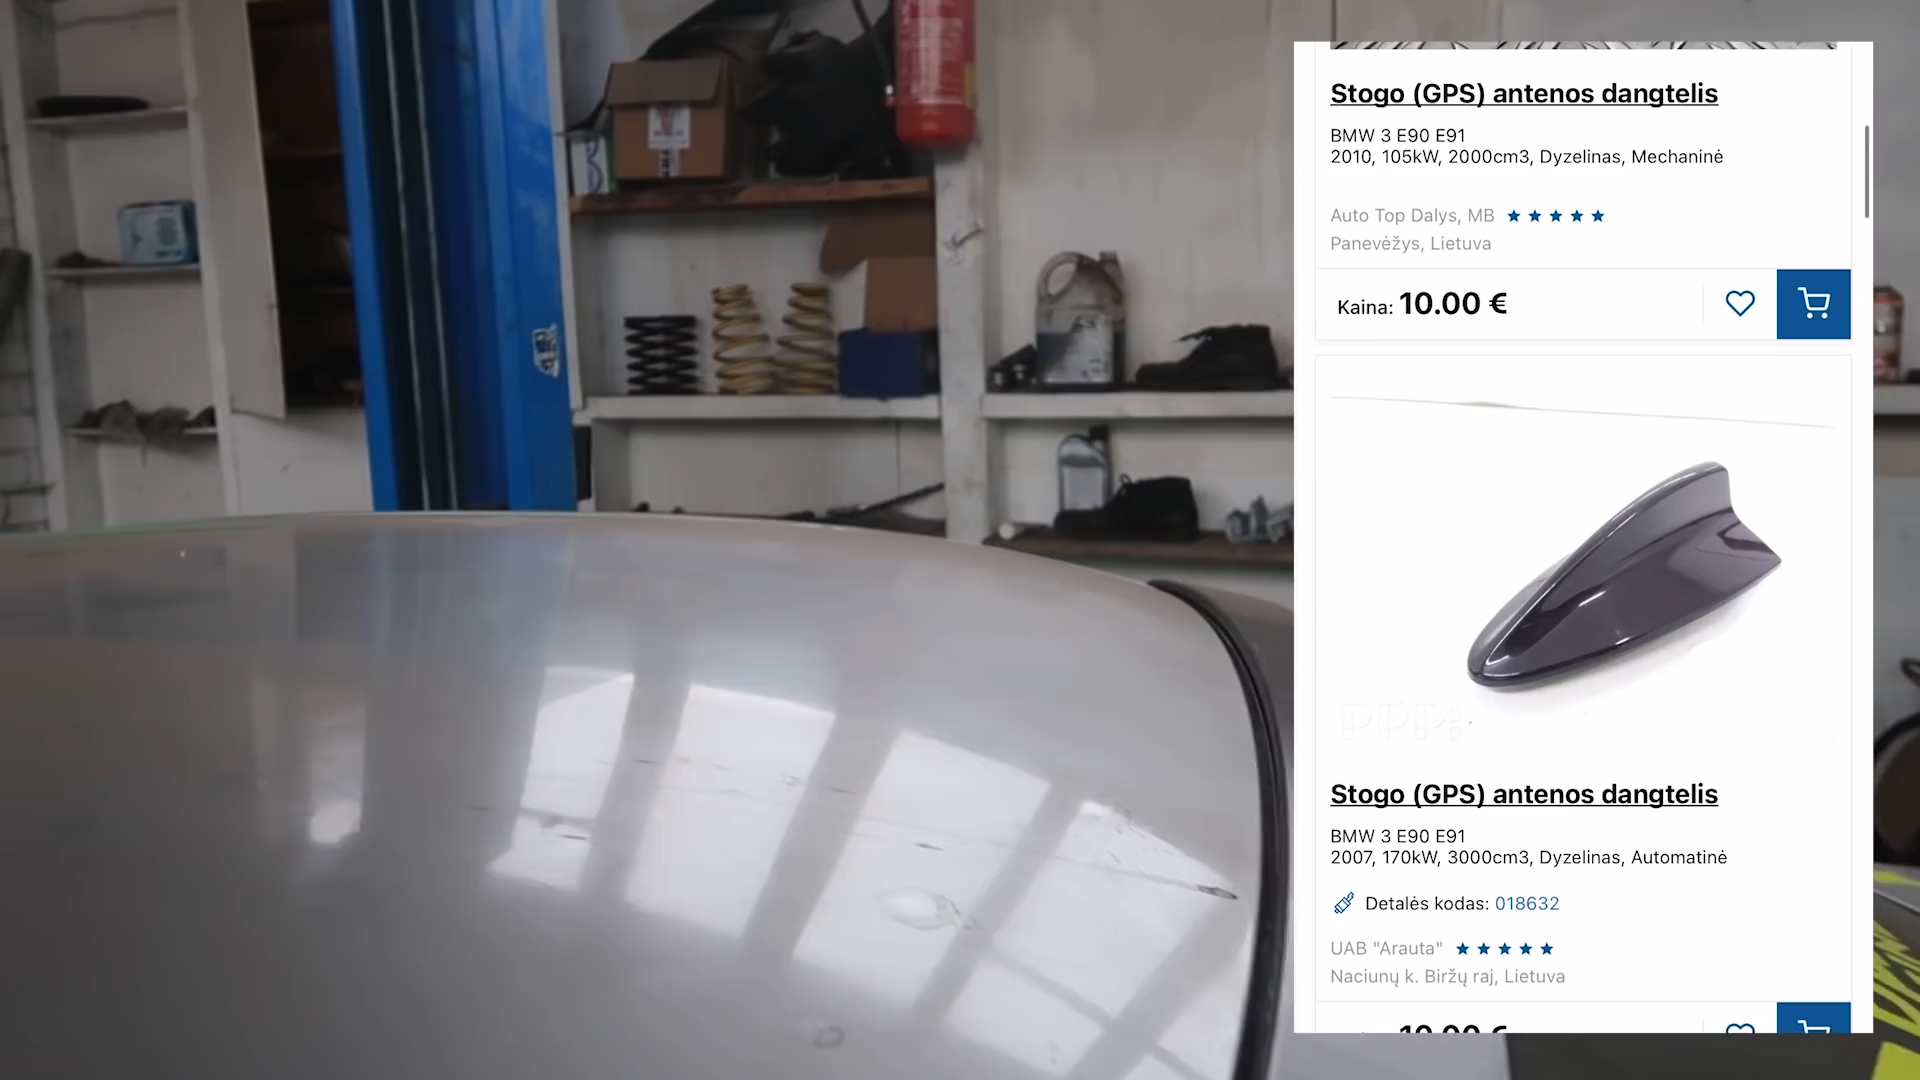 Stogo (GPS) antenos dangtelis
BMW 3 E90 E91
2010, 105kW, 2000cm3, Dyzelinas, Mechaninė
Auto Top Dalys, MB
Panevėžys, Lietuva
Kaina: 10.00 €
Stogo (GPS) antenos dangtelis
BMW 3 E90 E91
2007, 170kW, 3000cm3, Dyzelinas, Automatinė
Detalės kodas: 018632
UAB "Arauta"
Naciunų k. Biržų raj, Lietuva
10.00 €